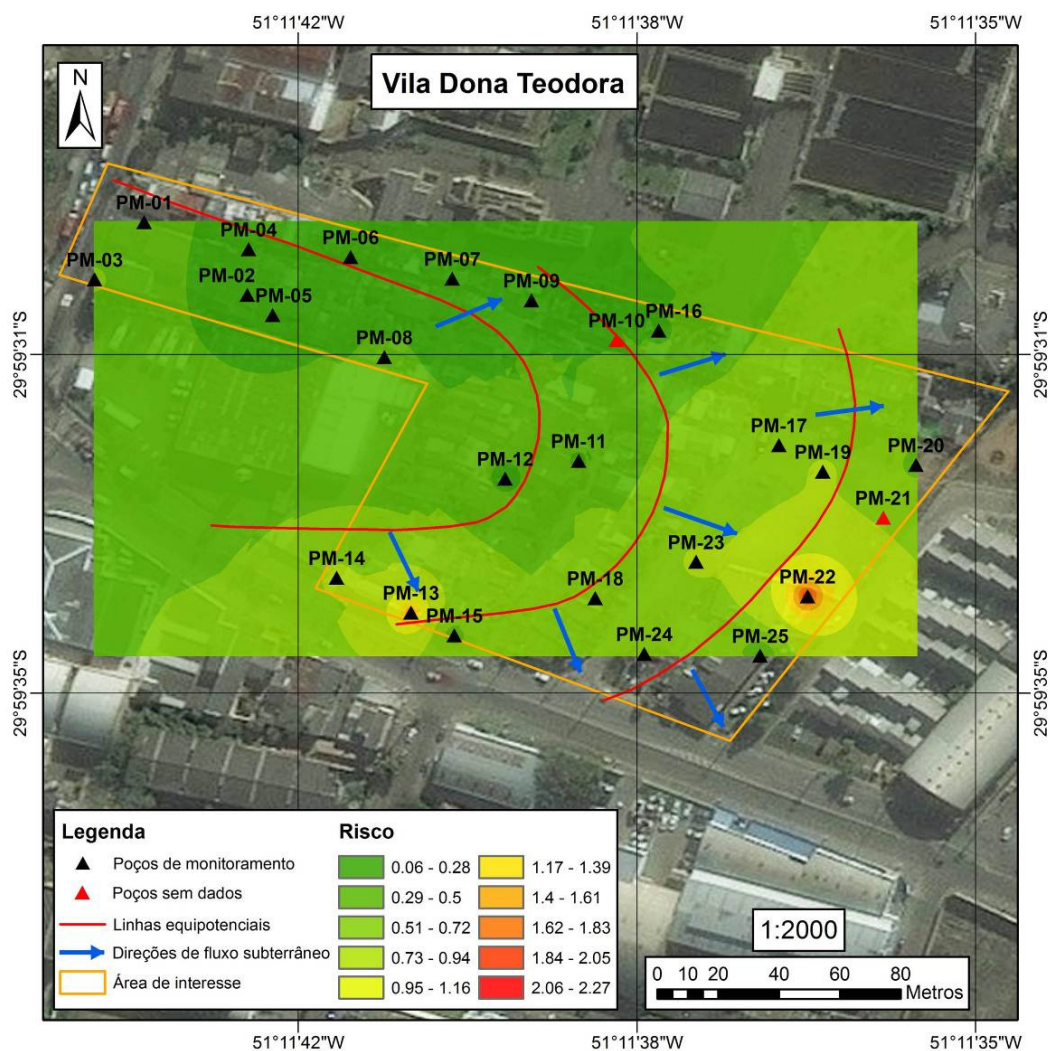 51°11'42"W
51°11'38"W
51°11'35"W
N
Vila Dona Teodora
PM-01
PM-04
PM-06
PM-03
PM-02
PM-07
PM-05
PM-09
PM-10
PM-16
PM-08
29°59'31"S
29°59'31"S
PM-17
PM-11
PM-12
PM-19
PM-20
PM-21
PM-23
PM-14
PM-18
PM-22
PM-13
PM-15
PM-24
PM-25
29°59'35"S
29°59'35"S
Legenda
Poços de monitoramento
Poços sem dados
Linhas equipotenciais
Direções de fluxo subterrâneo
Área de interesse
Risco
0.06 - 0.28
0.29 - 0.5
0.51 - 0.72
0.73 - 0.94
0.95 - 1.16
1.17 - 1.39
1.4 - 1.61
1.62 - 1.83
1.84 - 2.05
2.06 - 2.27
1:2000
0 10 20 40 60 80
Metros
51°11'42"W
51°11'38"W
51°11'35"W